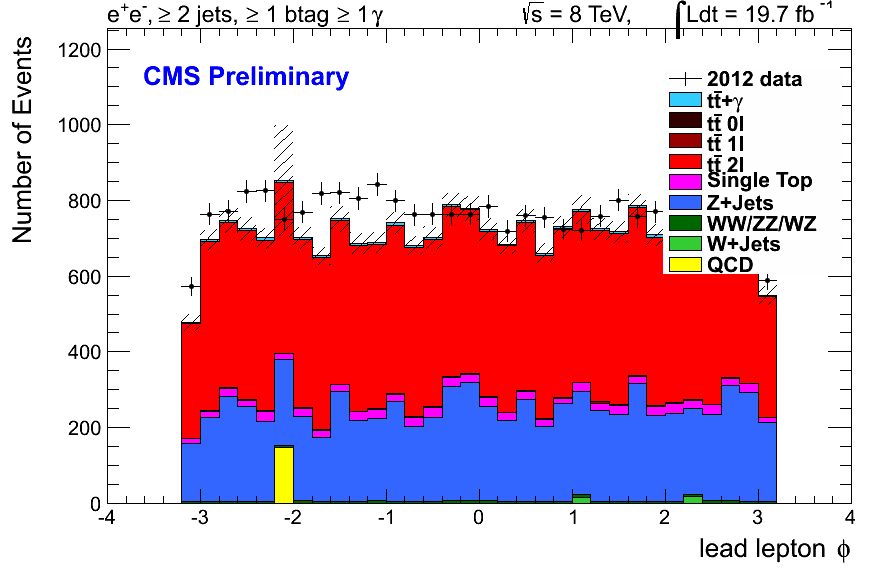 e⁺e⁻, ≥ 2 jets, ≥ 1 btag ≥ 1 γ √s = 8 TeV, ∫Ldt = 19.7 fb⁻¹
CMS Preliminary
2012 data
tt̄+γ
tt̄ 0l
tt̄ 1l
tt̄ 2l
Single Top
Z+Jets
WW/ZZ/WZ
W+Jets
QCD
Number of Events
1200
1000
800
600
400
200
0
-4 -3 -2 -1 0 1 2 3 4
lead lepton ϕ